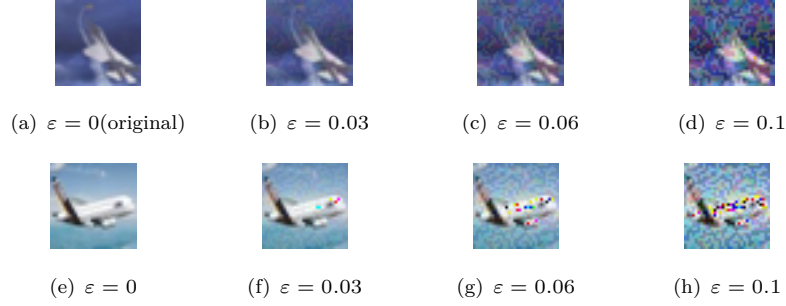 (a) ε = 0(original) (b) ε = 0.03 (c) ε = 0.06 (d) ε = 0.1
(e) ε = 0 (f) ε = 0.03 (g) ε = 0.06 (h) ε = 0.1